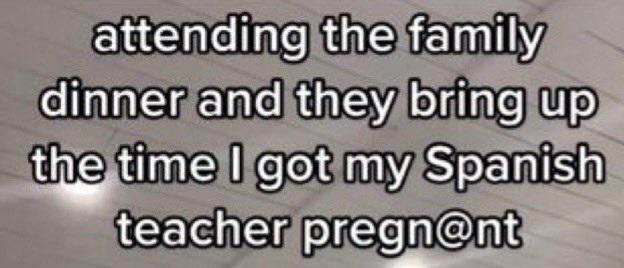 attending the family
dinner and they bring up
the time I got my Spanish
teacher pregn@nt